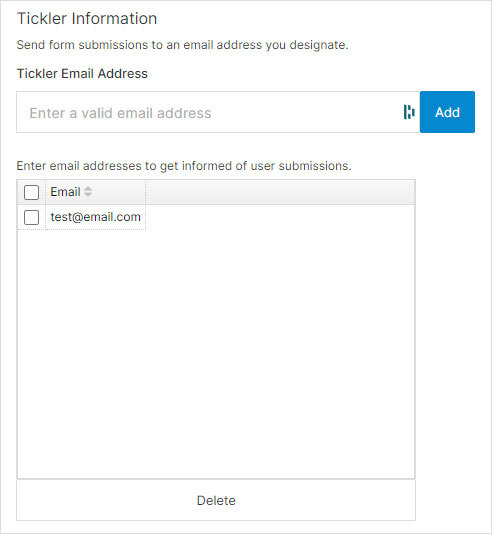 Tickler Information
Send form submissions to an email address you designate.
Tickler Email Address
Enter a valid email address
Add
Enter email addresses to get informed of user submissions.
Email
test@email.com
Delete